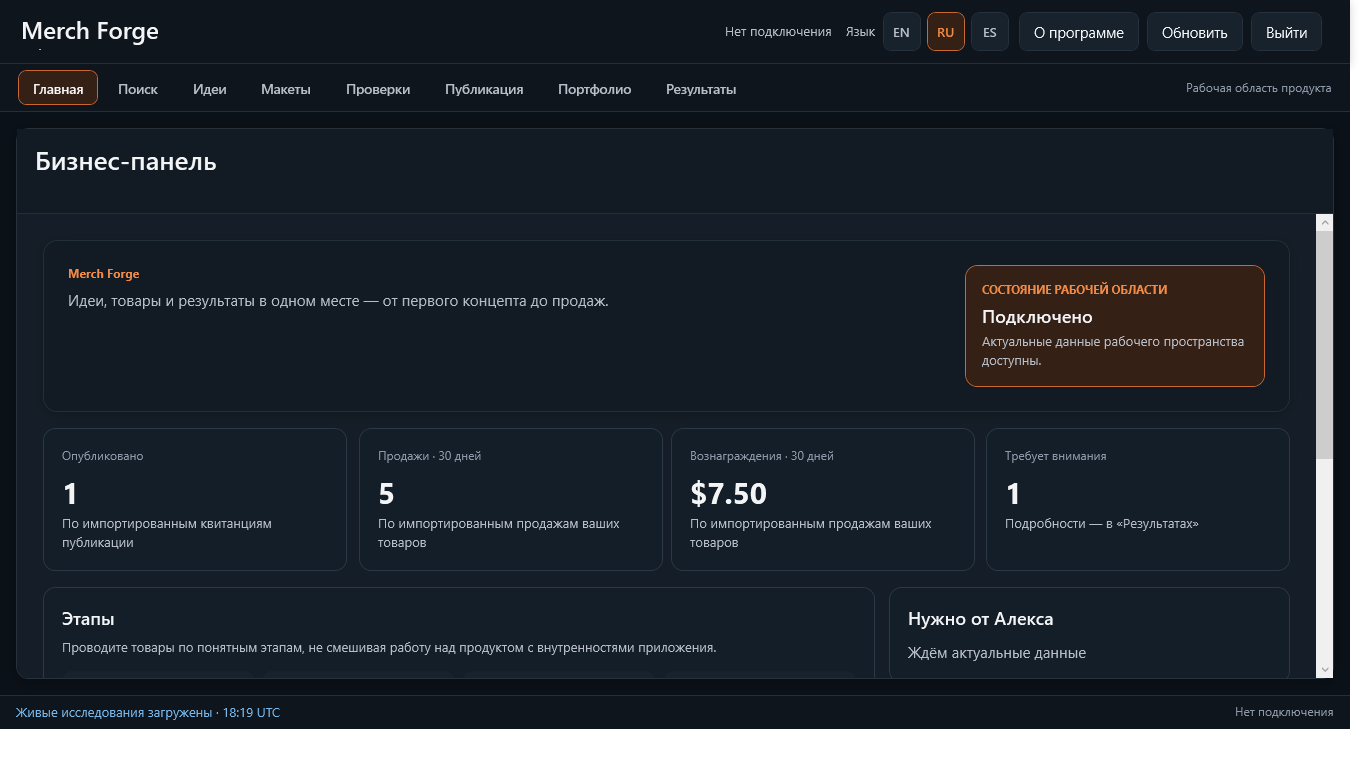 Merch Forge
Нет подключения
Язык
EN
RU
ES
О программе
Обновить
Выйти
Главная
Поиск
Идеи
Макеты
Проверки
Публикация
Портфолио
Результаты
Рабочая область продукта
Бизнес-панель
Merch Forge
Идеи, товары и результаты в одном месте — от первого концепта до продаж.
СОСТОЯНИЕ РАБОЧЕЙ ОБЛАСТИ
Подключено
Актуальные данные рабочего пространства
доступны.
Опубликовано
1
По импортированным квитанциям
публикации
Продажи · 30 дней
5
По импортированным продажам ваших
товаров
Вознаграждения · 30 дней
$7.50
По импортированным продажам ваших
товаров
Требует внимания
1
Подробности — в «Результатах»
Этапы
Проводите товары по понятным этапам, не смешивая работу над продуктом с внутренностями приложения.
Нужно от Алекса
Ждём актуальные данные
Живые исследования загружены · 18:19 UTC
Нет подключения